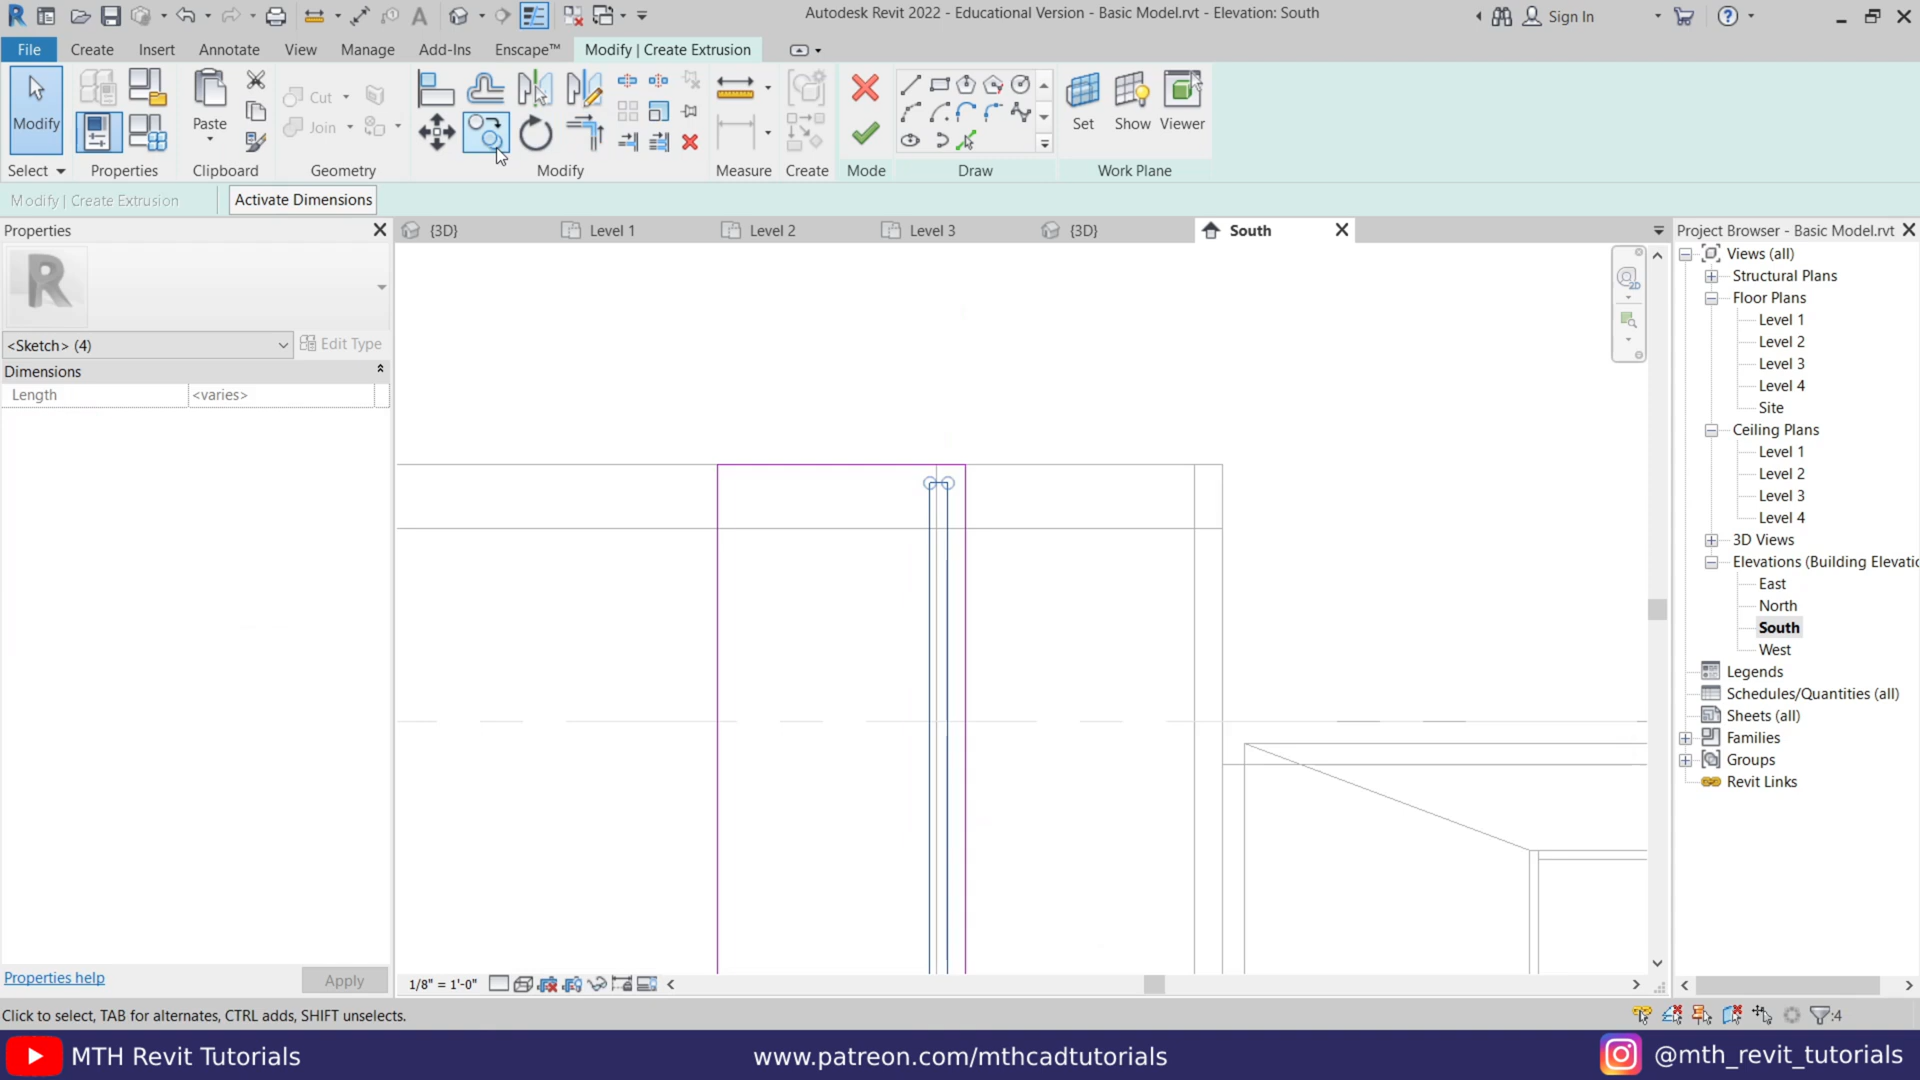 Autodesk Revit 2022 - Educational Version - Basic Model.rvt - Elevation: South
Sign In
File
Create
Insert
Annotate
View
Manage
Add-Ins
Enscape™
Modify | Create Extrusion
Modify
Paste
Cut
Join
Set
Show
Viewer
Select
Properties
Clipboard
Geometry
Modify
Measure
Create
Mode
Draw
Work Plane
Modify | Create Extrusion
Activate Dimensions
Properties
{3D}
Level 1
Level 2
Level 3
{3D}
South
Project Browser - Basic Model.rvt
R
<Sketch> (4)
Edit Type
Dimensions
Length
<varies>
2D
Views (all)
Structural Plans
Floor Plans
Level 1
Level 2
Level 3
Level 4
Site
Ceiling Plans
Level 1
Level 2
Level 3
Level 4
3D Views
Elevations (Building Elevatio
East
North
South
West
Legends
Schedules/Quantities (all)
Sheets (all)
Families
Groups
Revit Links
Properties help
Apply
1/8" = 1'-0"
Click to select, TAB for alternates, CTRL adds, SHIFT unselects.
:4
MTH Revit Tutorials
www.patreon.com/mthcadtutorials
@mth_revit_tutorials